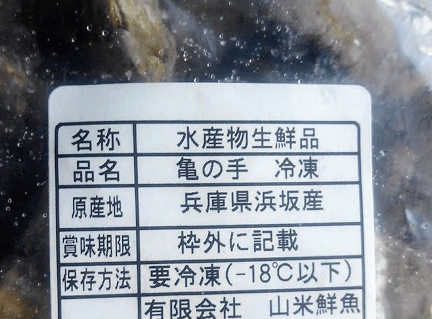 名称 水産物生鮮品
品名 亀の手 冷凍
原産地 兵庫県浜坂産
賞味期限 枠外に記載
保存方法 要冷凍(-18℃以下)
有限会社 山米鮮魚